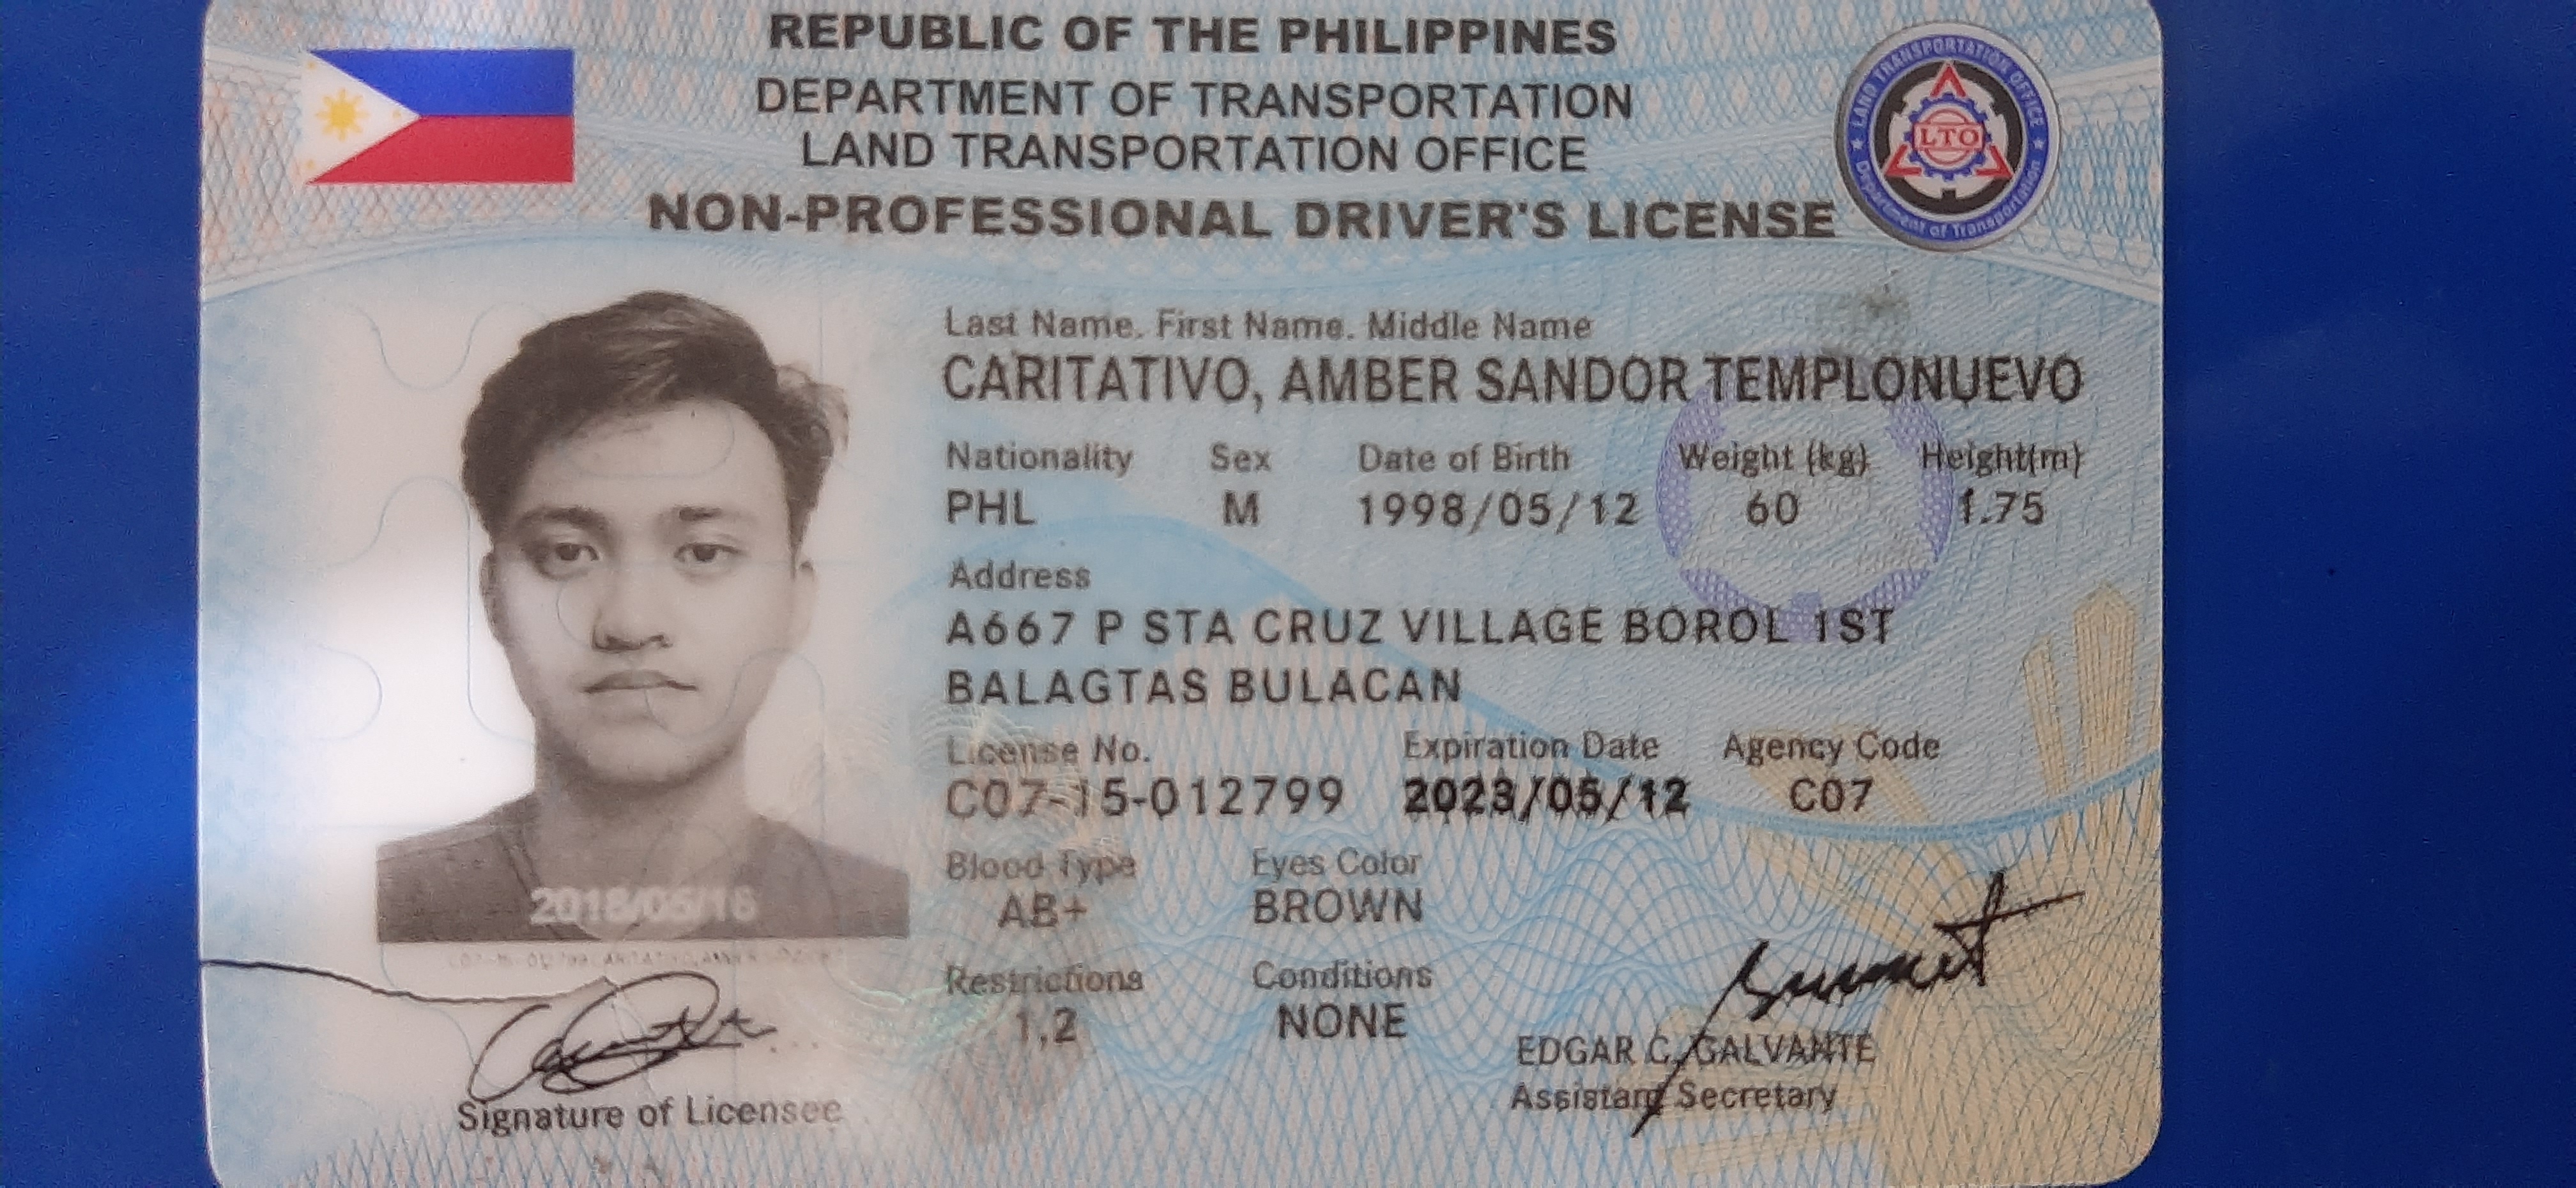 REPUBLIC OF THE PHILIPPINES
DEPARTMENT OF TRANSPORTATION
LAND TRANSPORTATION OFFICE
NON-PROFESSIONAL DRIVER'S LICENSE
LAND TRANSPORTATION OFFICE
LTO
Department of Transportation
Last Name. First Name. Middle Name
CARITATIVO, AMBER SANDOR TEMPLONUEVO
Nationality Sex Date of Birth Weight (kg) Height(m)
PHL M 1998/05/12 60 1.75
Address
A667 P STA CRUZ VILLAGE BOROL 1ST
BALAGTAS BULACAN
License No. Expiration Date Agency Code
C07-15-012799 2023/05/12 C07
Blood Type Eyes Color
AB+ BROWN
Restrictions Conditions
1,2 NONE
EDGAR C. GALVANTE
Assistant Secretary
Signature of Licensee